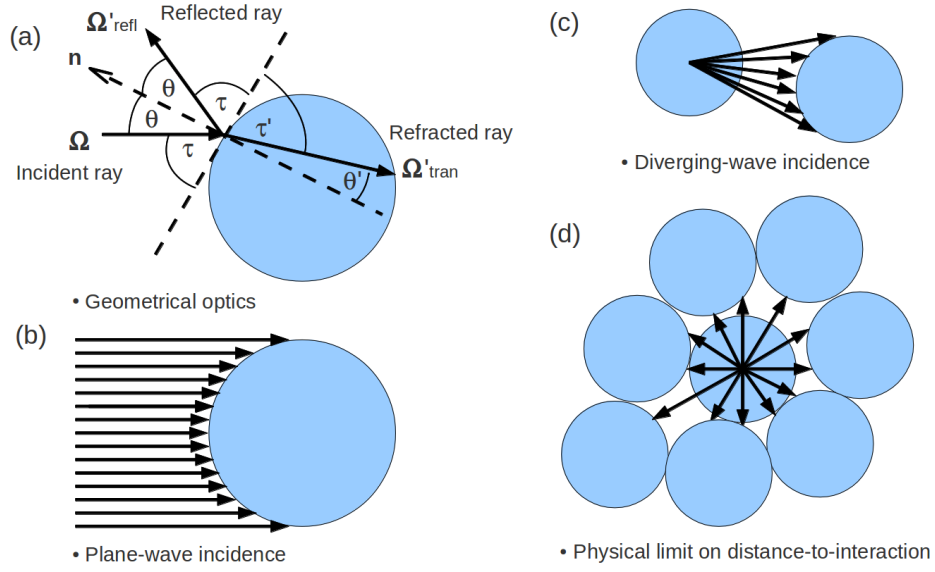 (a)
Reflected ray
Ω'refl
n
θ
τ
θ
Ω
τ
τ'
Refracted ray
Incident ray
Ω'tran
θ'
• Geometrical optics
(b)
• Plane-wave incidence
(c)
• Diverging-wave incidence
(d)
• Physical limit on distance-to-interaction